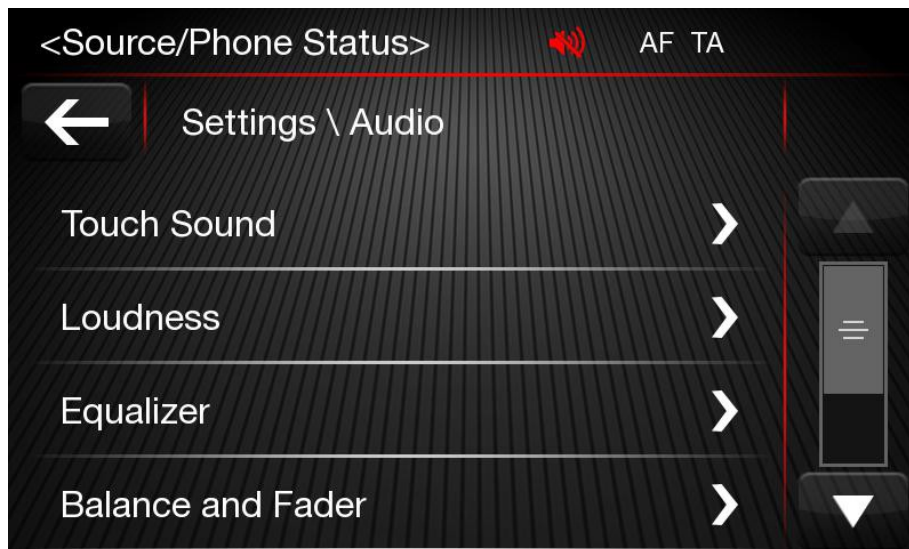 <Source/Phone Status> AF TA
Settings \ Audio
Touch Sound
Loudness
Equalizer
Balance and Fader